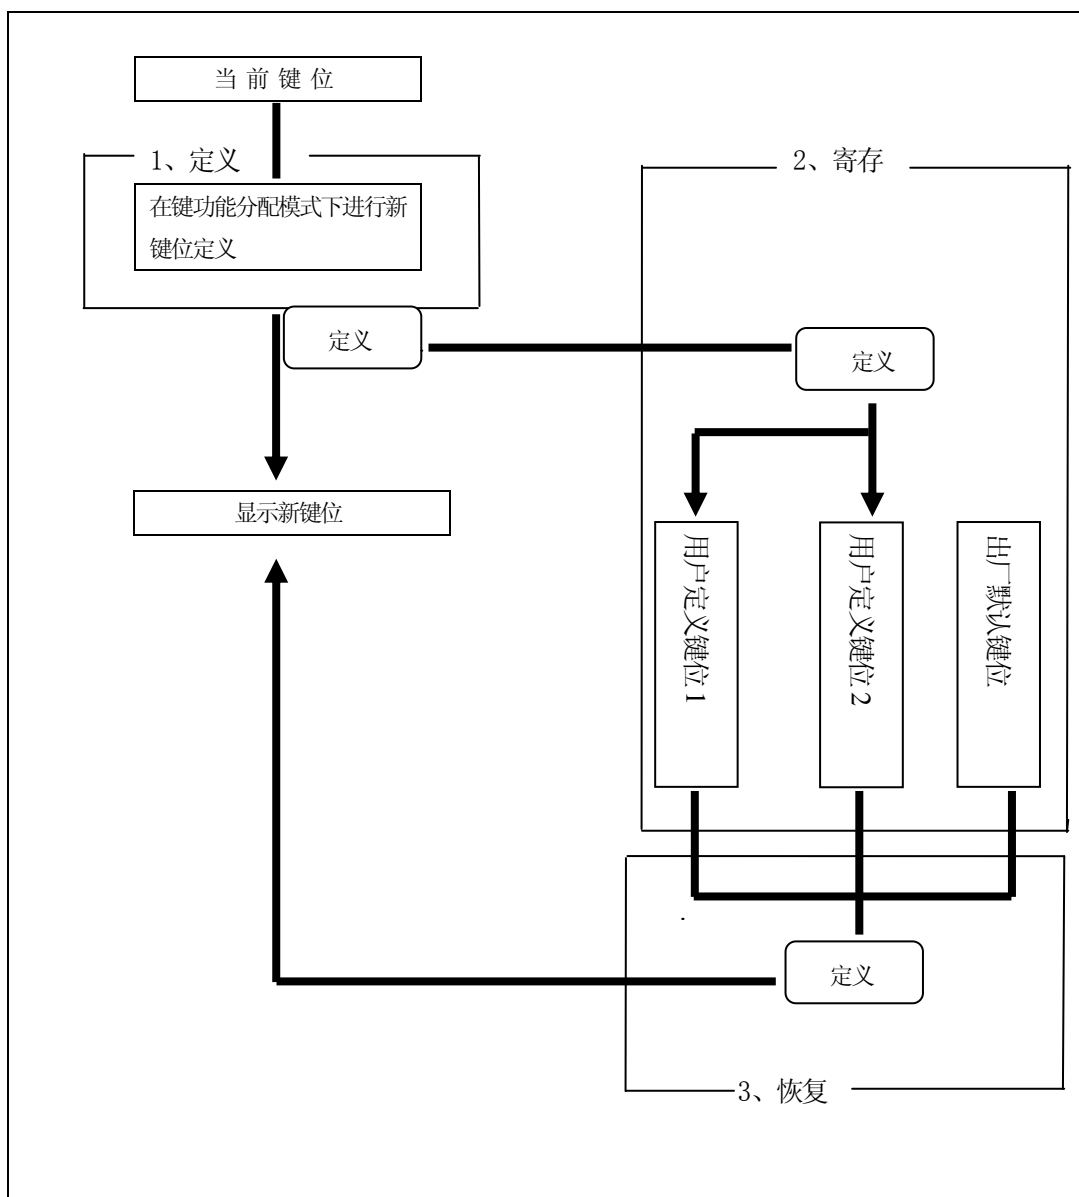 当 前 键 位
1、定义
在键功能分配模式下进行新
键位定义
2、寄存
定义
定义
显示新键位
用户定义键位 1
用户定义键位 2
出厂默认键位
定义
3、恢复